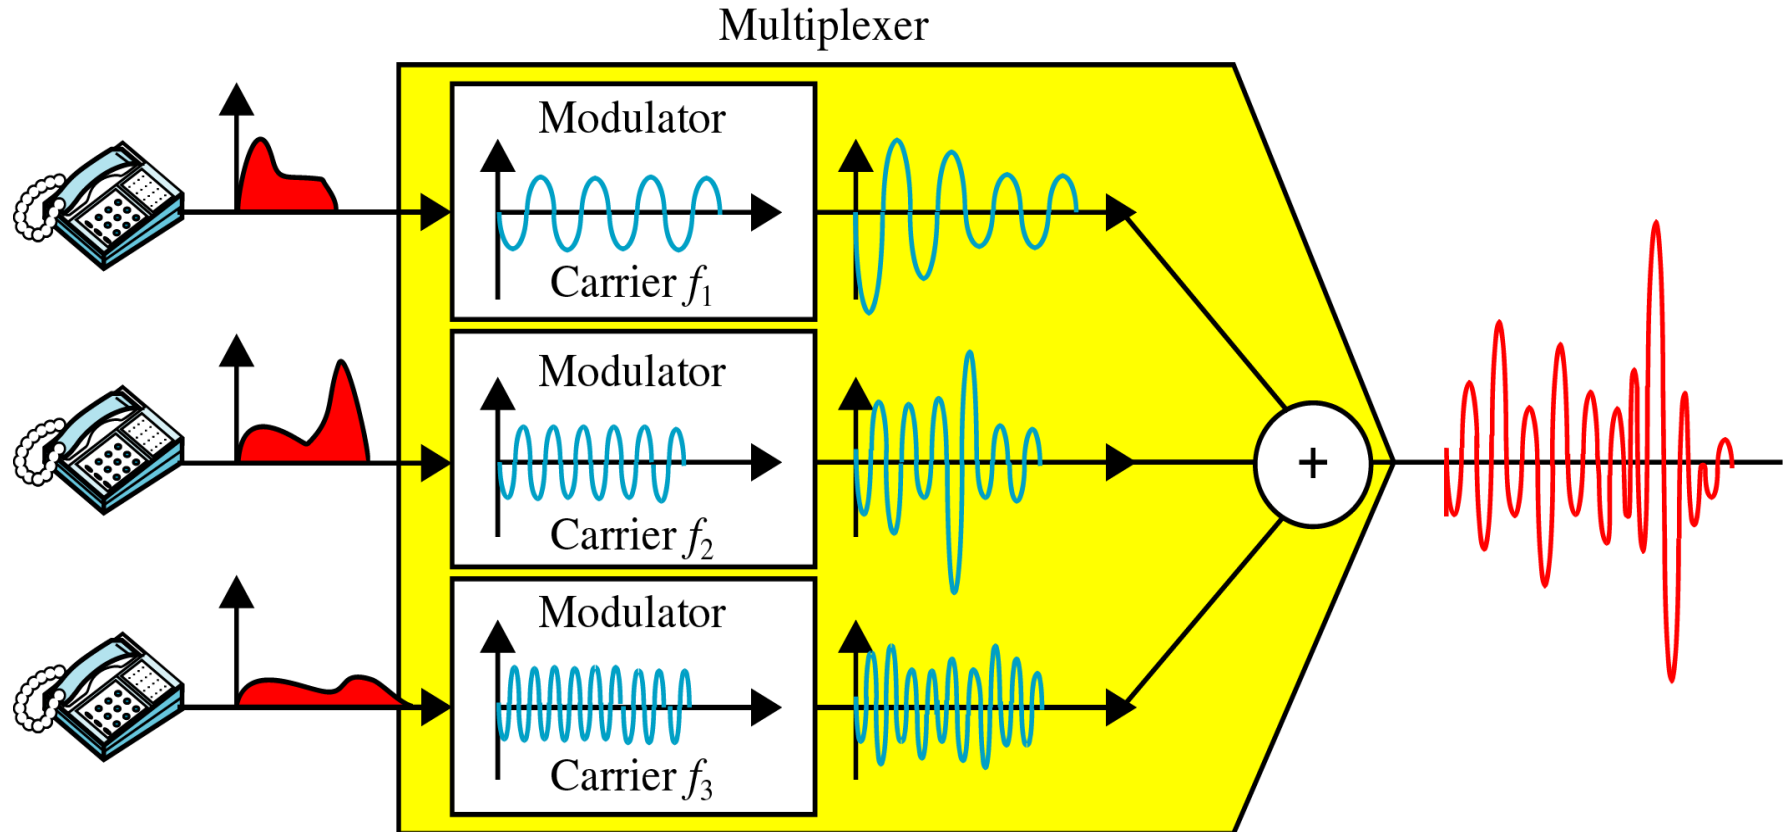 Multiplexer
Modulator
Carrier f1
Modulator
Carrier f2
Modulator
Carrier f3
+